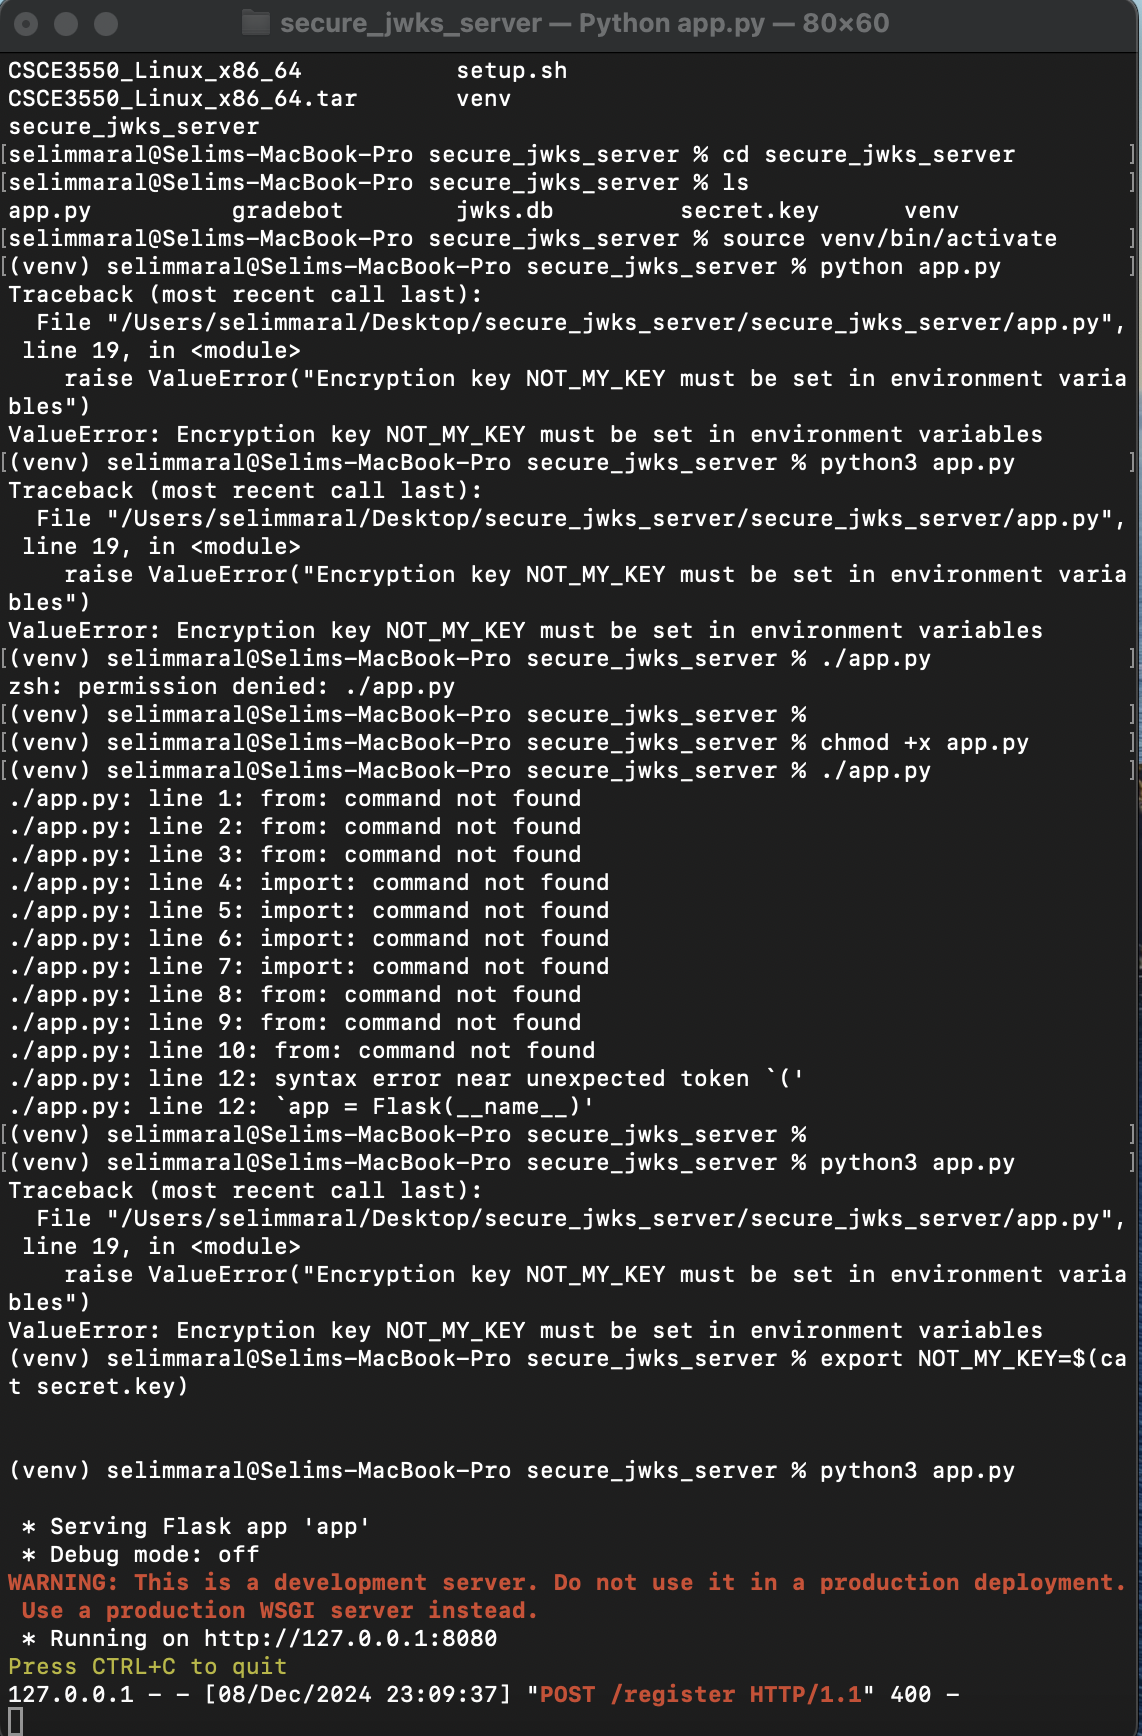 secure_jwks_server — Python app.py — 80×60
CSCE3550_Linux_x86_64           setup.sh
CSCE3550_Linux_x86_64.tar       venv
secure_jwks_server
[selimmaral@Selims-MacBook-Pro secure_jwks_server % cd secure_jwks_server        ]
[selimmaral@Selims-MacBook-Pro secure_jwks_server % ls                           ]
app.py          gradebot        jwks.db         secret.key      venv
[selimmaral@Selims-MacBook-Pro secure_jwks_server % source venv/bin/activate     ]
[(venv) selimmaral@Selims-MacBook-Pro secure_jwks_server % python app.py         ]
Traceback (most recent call last):
  File "/Users/selimmaral/Desktop/secure_jwks_server/secure_jwks_server/app.py",
 line 19, in <module>
    raise ValueError("Encryption key NOT_MY_KEY must be set in environment varia
bles")
ValueError: Encryption key NOT_MY_KEY must be set in environment variables
[(venv) selimmaral@Selims-MacBook-Pro secure_jwks_server % python3 app.py        ]
Traceback (most recent call last):
  File "/Users/selimmaral/Desktop/secure_jwks_server/secure_jwks_server/app.py",
 line 19, in <module>
    raise ValueError("Encryption key NOT_MY_KEY must be set in environment varia
bles")
ValueError: Encryption key NOT_MY_KEY must be set in environment variables
[(venv) selimmaral@Selims-MacBook-Pro secure_jwks_server % ./app.py              ]
zsh: permission denied: ./app.py
[(venv) selimmaral@Selims-MacBook-Pro secure_jwks_server %                       ]
[(venv) selimmaral@Selims-MacBook-Pro secure_jwks_server % chmod +x app.py       ]
[(venv) selimmaral@Selims-MacBook-Pro secure_jwks_server % ./app.py              ]
./app.py: line 1: from: command not found
./app.py: line 2: from: command not found
./app.py: line 3: from: command not found
./app.py: line 4: import: command not found
./app.py: line 5: import: command not found
./app.py: line 6: import: command not found
./app.py: line 7: import: command not found
./app.py: line 8: from: command not found
./app.py: line 9: from: command not found
./app.py: line 10: from: command not found
./app.py: line 12: syntax error near unexpected token `('
./app.py: line 12: `app = Flask(__name__)'
[(venv) selimmaral@Selims-MacBook-Pro secure_jwks_server %                       ]
[(venv) selimmaral@Selims-MacBook-Pro secure_jwks_server % python3 app.py        ]
Traceback (most recent call last):
  File "/Users/selimmaral/Desktop/secure_jwks_server/secure_jwks_server/app.py",
 line 19, in <module>
    raise ValueError("Encryption key NOT_MY_KEY must be set in environment varia
bles")
ValueError: Encryption key NOT_MY_KEY must be set in environment variables
(venv) selimmaral@Selims-MacBook-Pro secure_jwks_server % export NOT_MY_KEY=$(ca
t secret.key)
(venv) selimmaral@Selims-MacBook-Pro secure_jwks_server % python3 app.py
 * Serving Flask app 'app'
 * Debug mode: off
WARNING: This is a development server. Do not use it in a production deployment.
 Use a production WSGI server instead.
 * Running on http://127.0.0.1:8080
Press CTRL+C to quit
127.0.0.1 - - [08/Dec/2024 23:09:37] "POST /register HTTP/1.1" 400 -